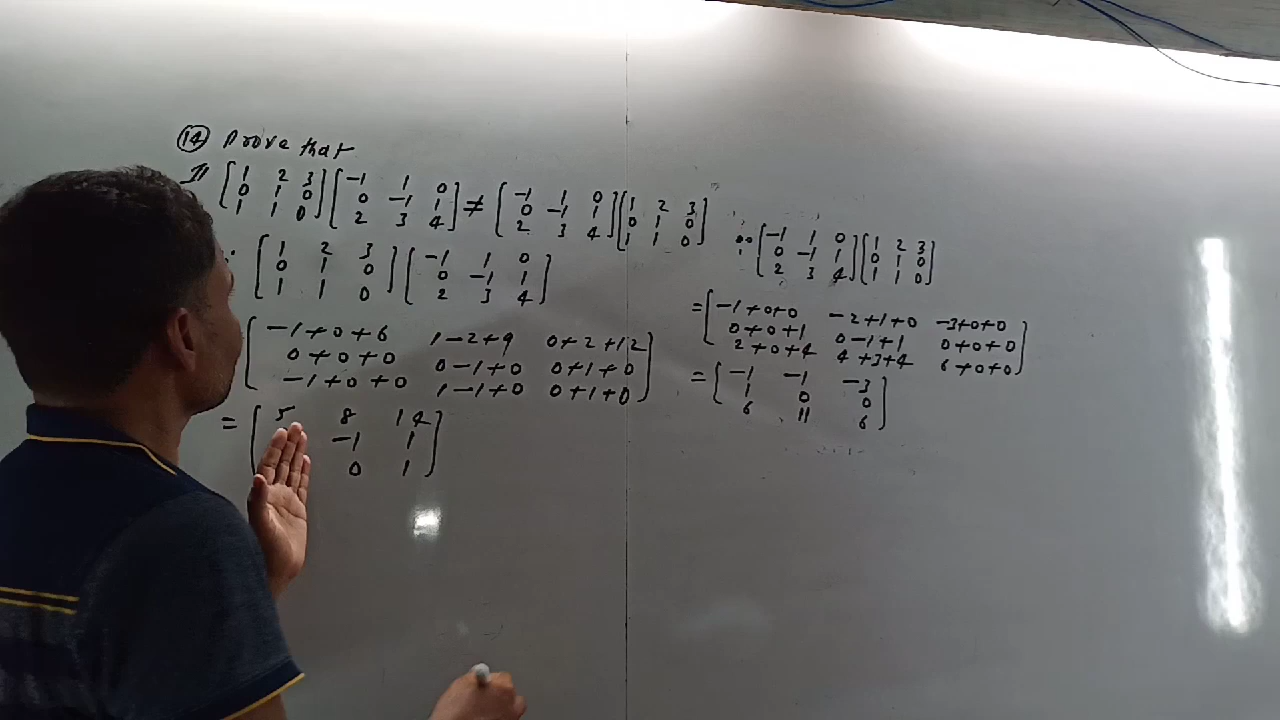 (14) Prove that
ii) [1 2 3] [-1 1 0] ≠ [-1 1 0] [1 2 3]
[0 1 0] [0 -1 1] [0 -1 1] [0 1 0]
[1 1 0] [2 3 4] [2 3 4] [1 1 0]
[1 2 3] [-1 1 0]
[0 1 0] [0 -1 1]
[1 1 0] [2 3 4]
[-1+0+6 1-2+9 0+2+12]
[0+0+0 0-1+0 0+1+0]
[-1+0+0 1-1+0 0+1+0]
= [5 8 14]
-1 1]
0 1]
[-1 1 0] [1 2 3]
[0 -1 1] [0 1 0]
[2 3 4] [1 1 0]
= [-1+0+0 -2+1+0 -3+0+0]
[0+0+1 0-1+1 0+0+0]
[2+0+4 4+3+4 6+0+0]
= [-1 -1 -3]
[1 0 0]
[6 11 6]